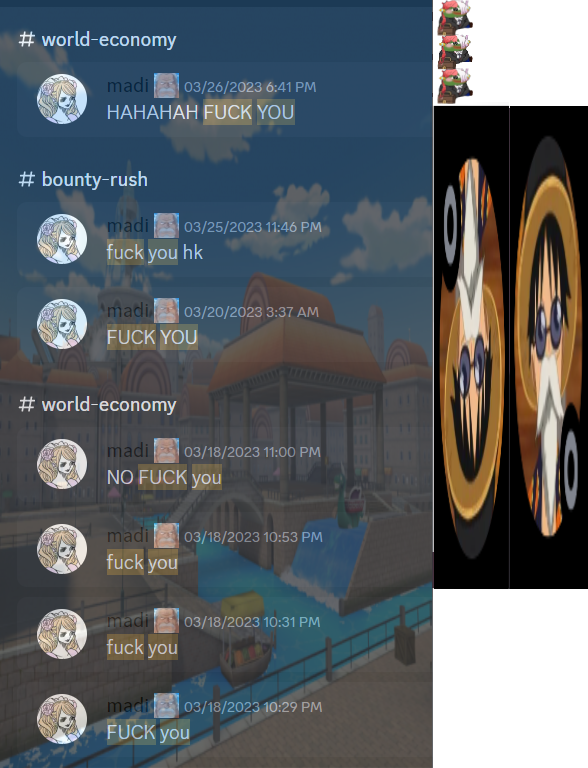 # world-economy
madi 03/26/2023 6:41 PM
HAHAHAH FUCK YOU
# bounty-rush
madi 03/25/2023 11:46 PM
fuck you hk
madi 03/20/2023 3:37 AM
FUCK YOU
# world-economy
madi 03/18/2023 11:00 PM
NO FUCK you
madi 03/18/2023 10:53 PM
fuck you
madi 03/18/2023 10:31 PM
fuck you
madi 03/18/2023 10:29 PM
FUCK you